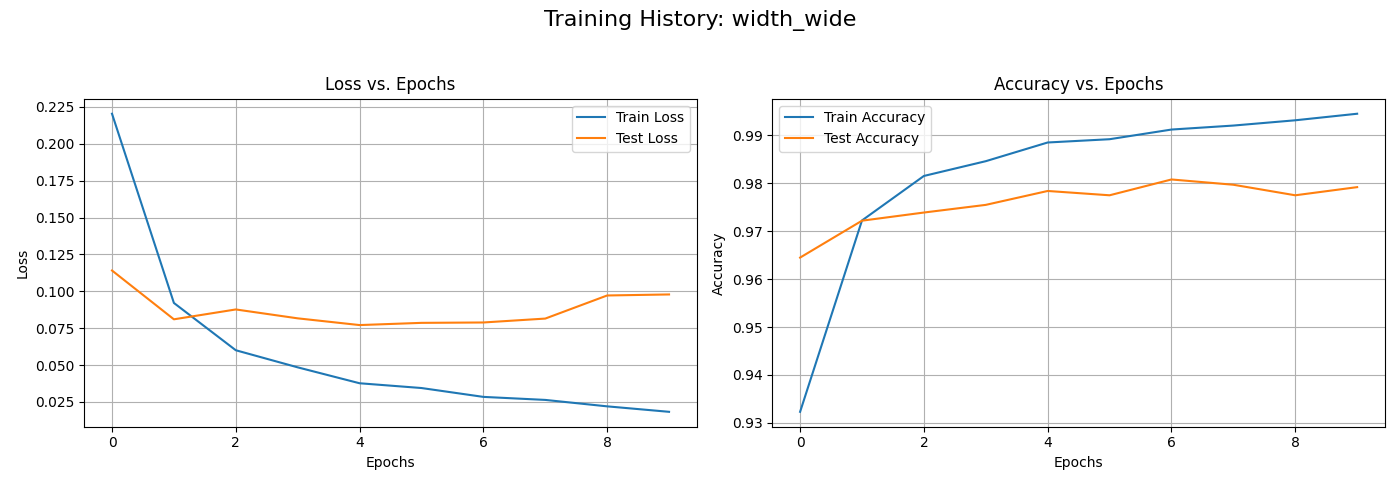 Training History: width_wide
Loss vs. Epochs
0.225
0.200
0.175
0.150
0.125
0.100
0.075
0.050
0.025
Loss
0 2 4 6 8
Epochs
Train Loss
Test Loss
Accuracy vs. Epochs
0.99
0.98
0.97
0.96
0.95
0.94
0.93
Accuracy
0 2 4 6 8
Epochs
Train Accuracy
Test Accuracy